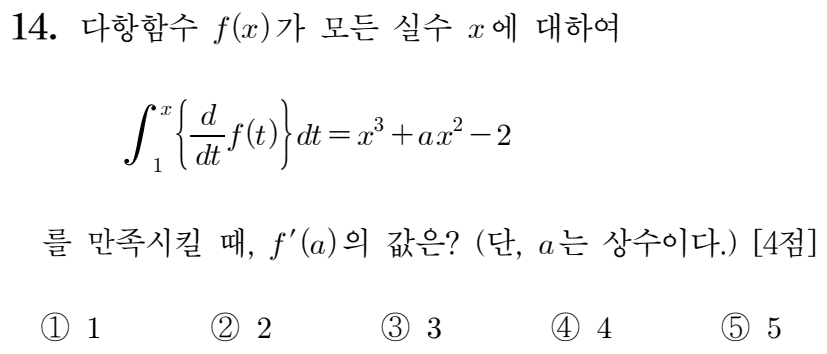 14. 다항함수 f(x)가 모든 실수 x에 대하여
∫₁ˣ {d/dt f(t)} dt = x³ + ax² − 2
를 만족시킬 때, f′(a)의 값은? (단, a는 상수이다.) [4점]
① 1 ② 2 ③ 3 ④ 4 ⑤ 5